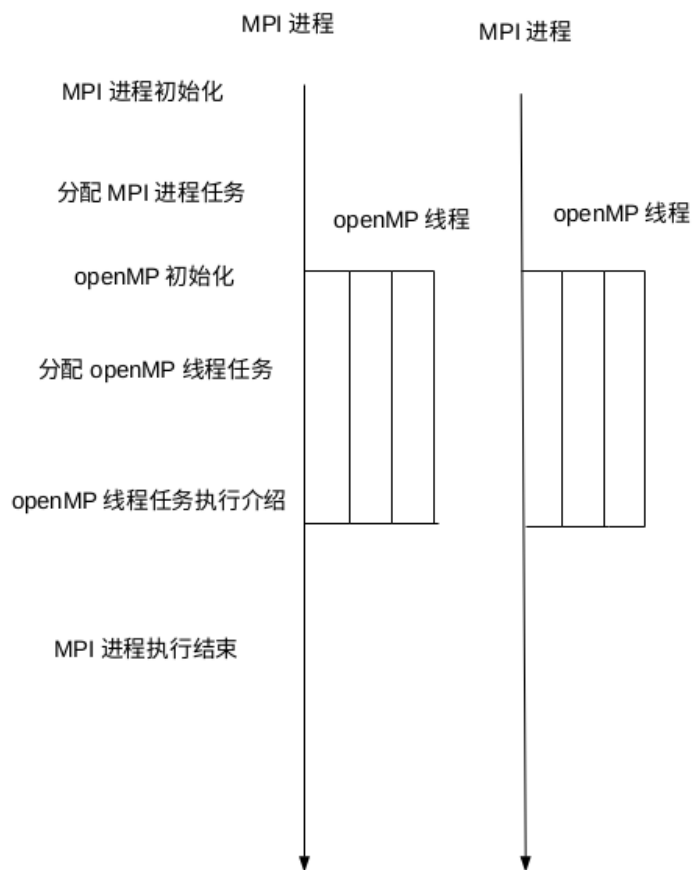 MPI 进程
MPI 进程
MPI 进程初始化
分配 MPI 进程任务
openMP 线程
openMP 线程
openMP 初始化
分配 openMP 线程任务
openMP 线程任务执行介绍
MPI 进程执行结束